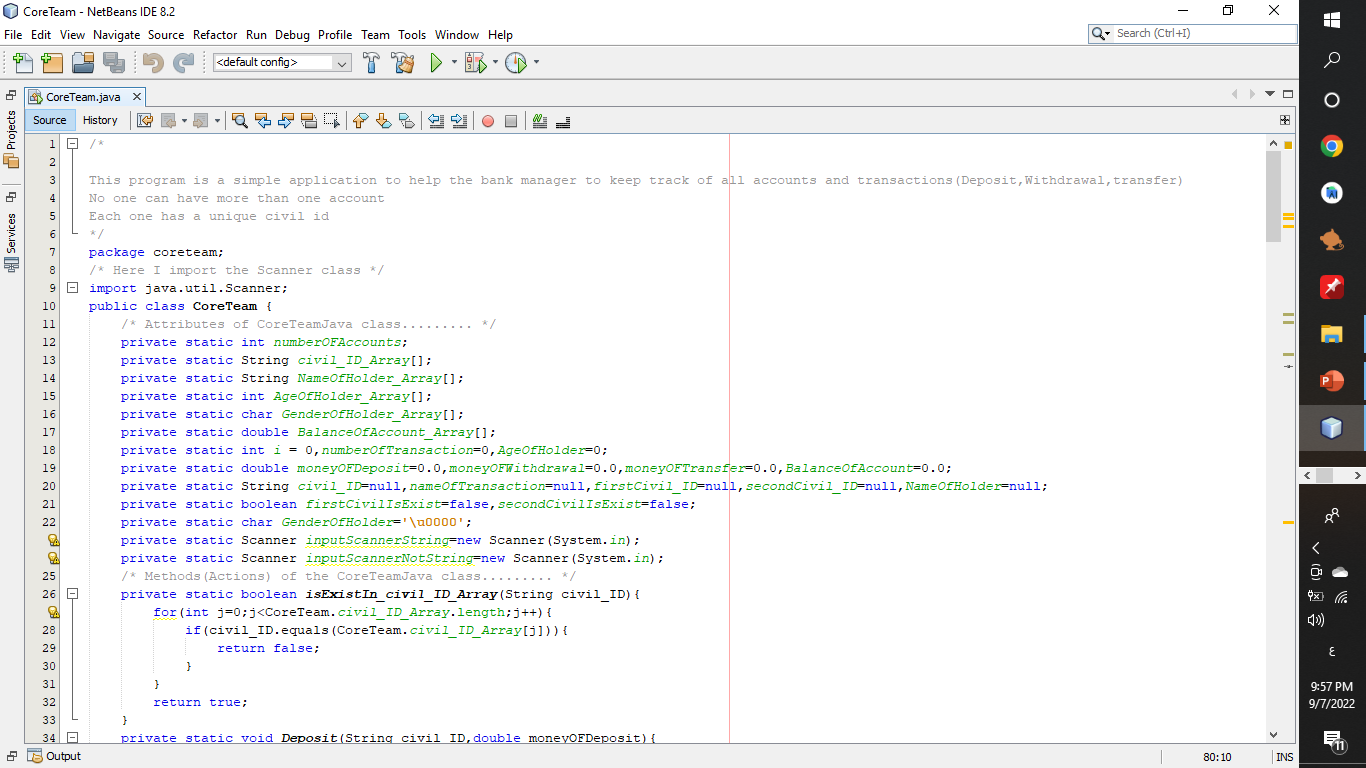 CoreTeam - NetBeans IDE 8.2
File Edit View Navigate Source Refactor Run Debug Profile Team Tools Window Help
Search (Ctrl+I)
<default config>
CoreTeam.java
Source History
Projects
Services
1 /*
2
3 This program is a simple application to help the bank manager to keep track of all accounts and transactions(Deposit,Withdrawal,transfer)
4 No one can have more than one account
5 Each one has a unique civil id
6 */
7 package coreteam;
8 /* Here I import the Scanner class */
9 import java.util.Scanner;
10 public class CoreTeam {
11 /* Attributes of CoreTeamJava class......... */
12 private static int numberOFAccounts;
13 private static String civil_ID_Array[];
14 private static String NameOfHolder_Array[];
15 private static int AgeOfHolder_Array[];
16 private static char GenderOfHolder_Array[];
17 private static double BalanceOfAccount_Array[];
18 private static int i = 0,numberOfTransaction=0,AgeOfHolder=0;
19 private static double moneyOFDeposit=0.0,moneyOFWithdrawal=0.0,moneyOFTransfer=0.0,BalanceOfAccount=0.0;
20 private static String civil_ID=null,nameOfTransaction=null,firstCivil_ID=null,secondCivil_ID=null,NameOfHolder=null;
21 private static boolean firstCivilIsExist=false,secondCivilIsExist=false;
22 private static char GenderOfHolder='\u0000';
private static Scanner inputScannerString=new Scanner(System.in);
private static Scanner inputScannerNotString=new Scanner(System.in);
25 /* Methods(Actions) of the CoreTeamJava class......... */
26 private static boolean isExistIn_civil_ID_Array(String civil_ID){
for(int j=0;j<CoreTeam.civil_ID_Array.length;j++){
28 if(civil_ID.equals(CoreTeam.civil_ID_Array[j])){
29 return false;
30 }
31 }
32 return true;
33 }
34 private static void Deposit(String civil_ID,double moneyOFDeposit){
Output
80:10 INS
ع
9:57 PM
9/7/2022
11